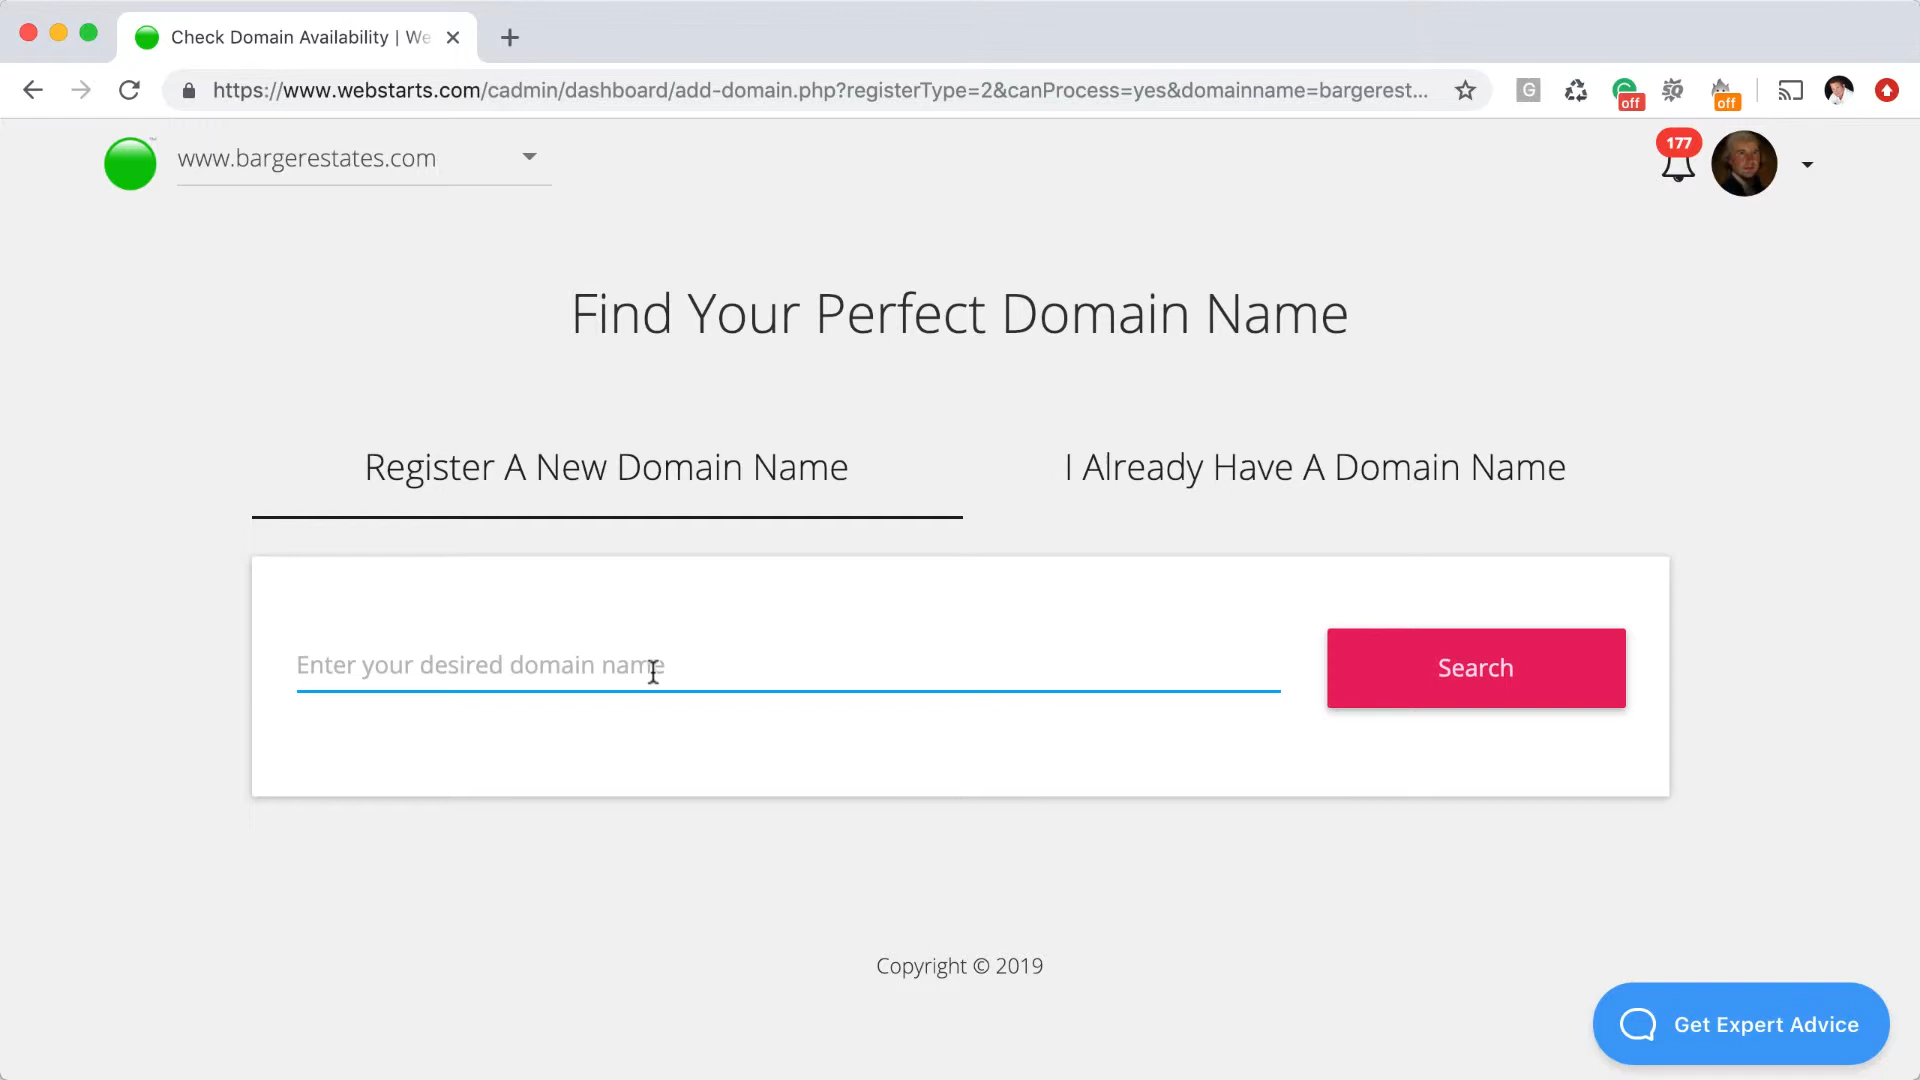 Check Domain Availability | We
https://www.webstarts.com/cadmin/dashboard/add-domain.php?registerType=2&canProcess=yes&domainname=bargerest...
G
off
SQ
off
www.bargerestates.com
177
Find Your Perfect Domain Name
Register A New Domain Name
I Already Have A Domain Name
Enter your desired domain name
Search
Copyright © 2019
Get Expert Advice